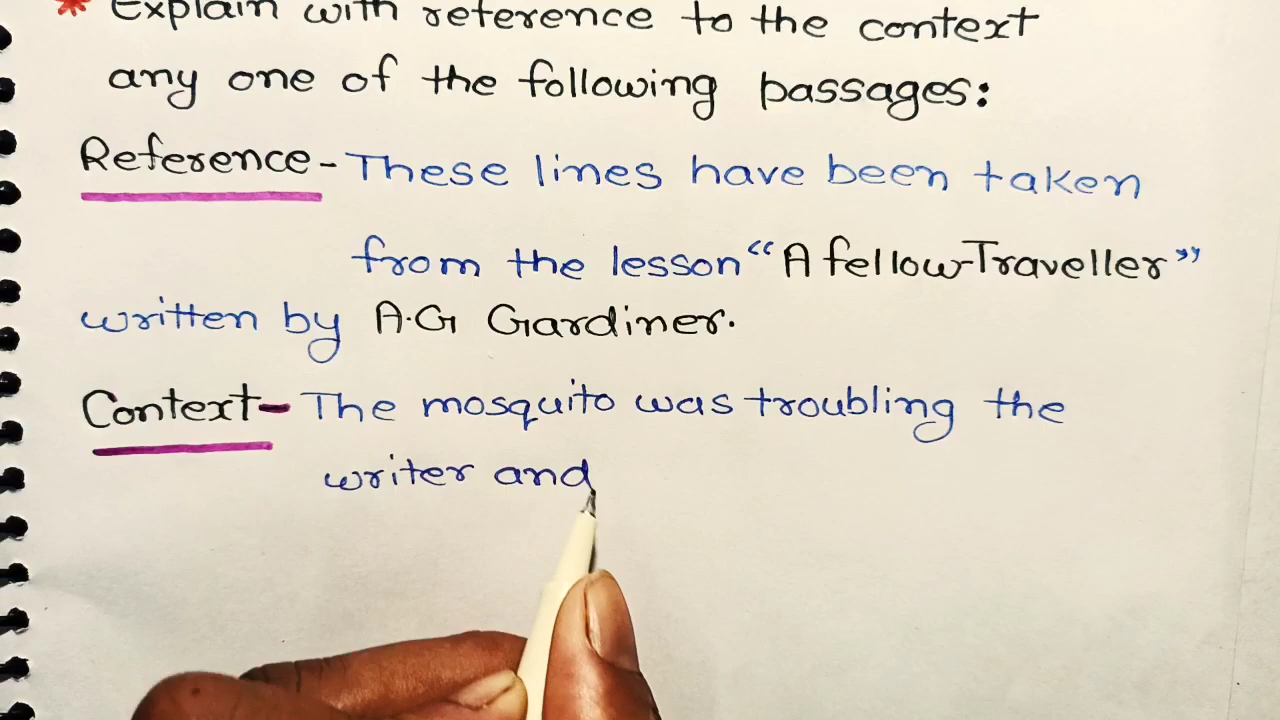 * Explain with reference to the context
any one of the following passages:
Reference- These lines have been taken
from the lesson "A fellow-Traveller"
written by A.G Gardiner.
Context- The mosquito was troubling the
writer and